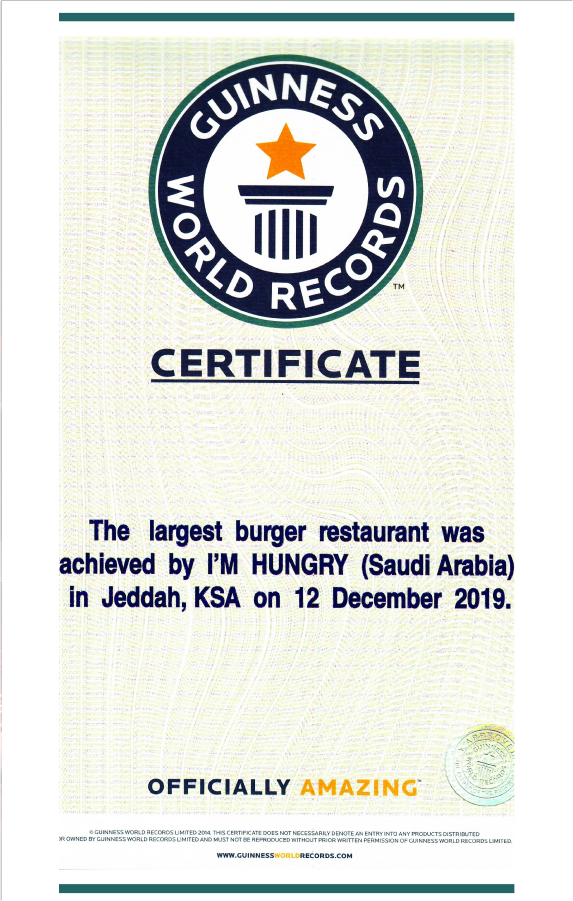 GUINNESS
WORLD RECORDS
TM
CERTIFICATE
The largest burger restaurant was
achieved by I'M HUNGRY (Saudi Arabia)
in Jeddah, KSA on 12 December 2019.
APPROVED
GUINNESS
WORLD RECORDS
OFFICIALLY AMAZING™
© GUINNESS WORLD RECORDS LIMITED 2014. THIS CERTIFICATE DOES NOT NECESSARILY DENOTE AN ENTRY INTO ANY PRODUCTS DISTRIBUTED
OR OWNED BY GUINNESS WORLD RECORDS LIMITED AND MUST NOT BE REPRODUCED WITHOUT PRIOR WRITTEN PERMISSION OF GUINNESS WORLD RECORDS LIMITED.
WWW.GUINNESSWORLDRECORDS.COM